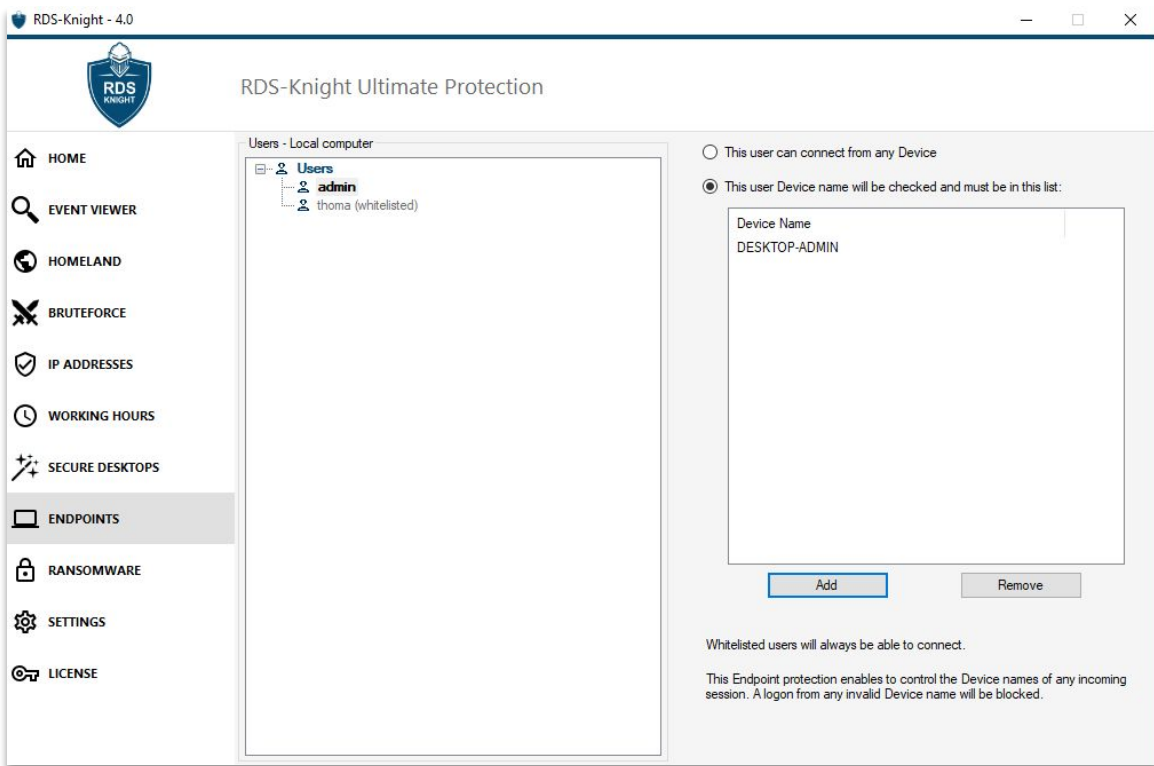 RDS-Knight - 4.0
RDS
KNIGHT
RDS-Knight Ultimate Protection
HOME
EVENT VIEWER
HOMELAND
BRUTEFORCE
IP ADDRESSES
WORKING HOURS
SECURE DESKTOPS
ENDPOINTS
RANSOMWARE
SETTINGS
LICENSE
Users - Local computer
Users
admin
thoma (whitelisted)
This user can connect from any Device
This user Device name will be checked and must be in this list:
Device Name
DESKTOP-ADMIN
Add
Remove
Whitelisted users will always be able to connect.
This Endpoint protection enables to control the Device names of any incoming
session. A logon from any invalid Device name will be blocked.